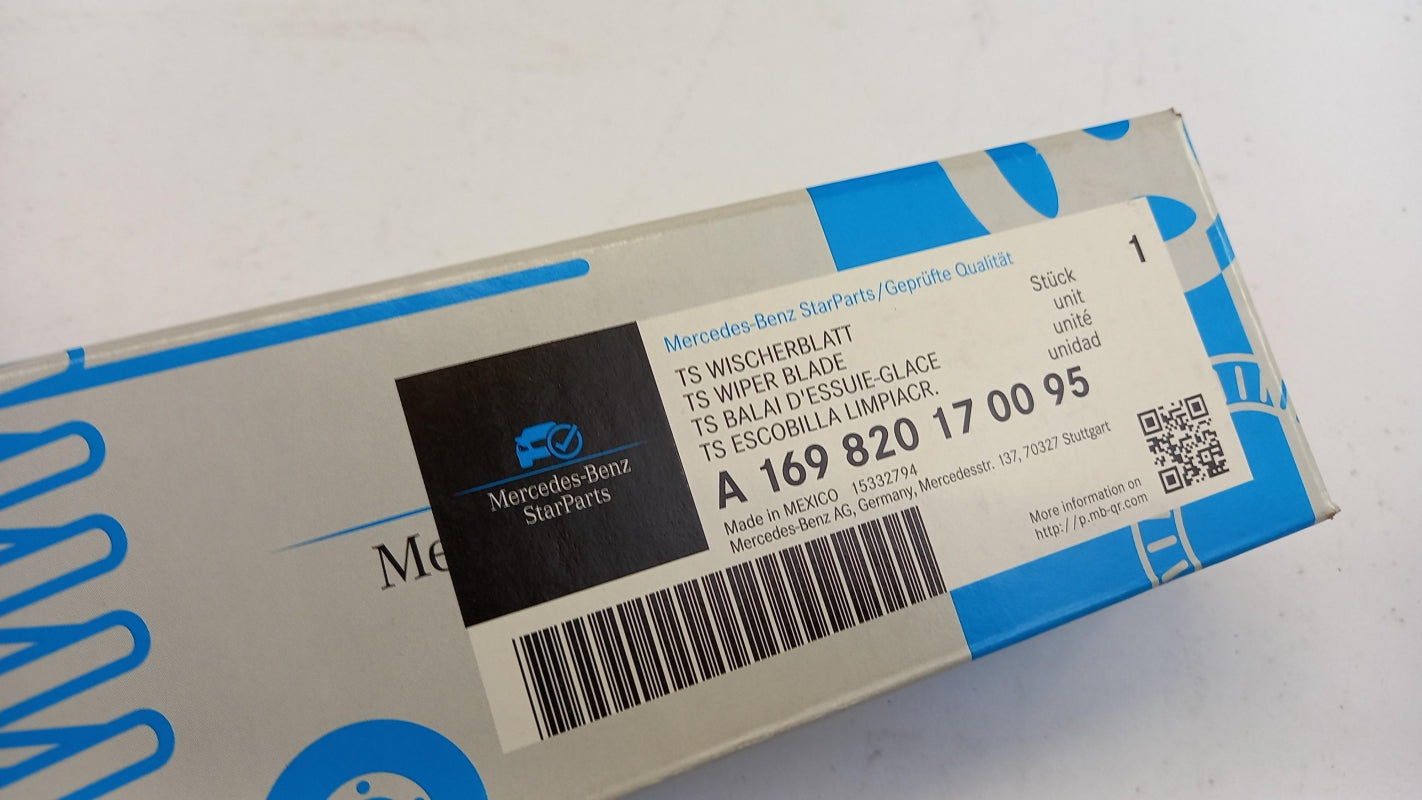 Mercedes-Benz StarParts/Geprüfte Qualität
TS WISCHERBLATT
TS WIPER BLADE
TS BALAI D'ESSUIE-GLACE
TS ESCOBILLA LIMPIACR.
Stück
unit
unité
unidad
1
A 169 820 17 00 95
Made in MEXICO 15332794
Mercedes-Benz AG, Germany, Mercedesstr. 137, 70327 Stuttgart
More information on
http://p.mb-qr.com
Mercedes-Benz
StarParts
Me